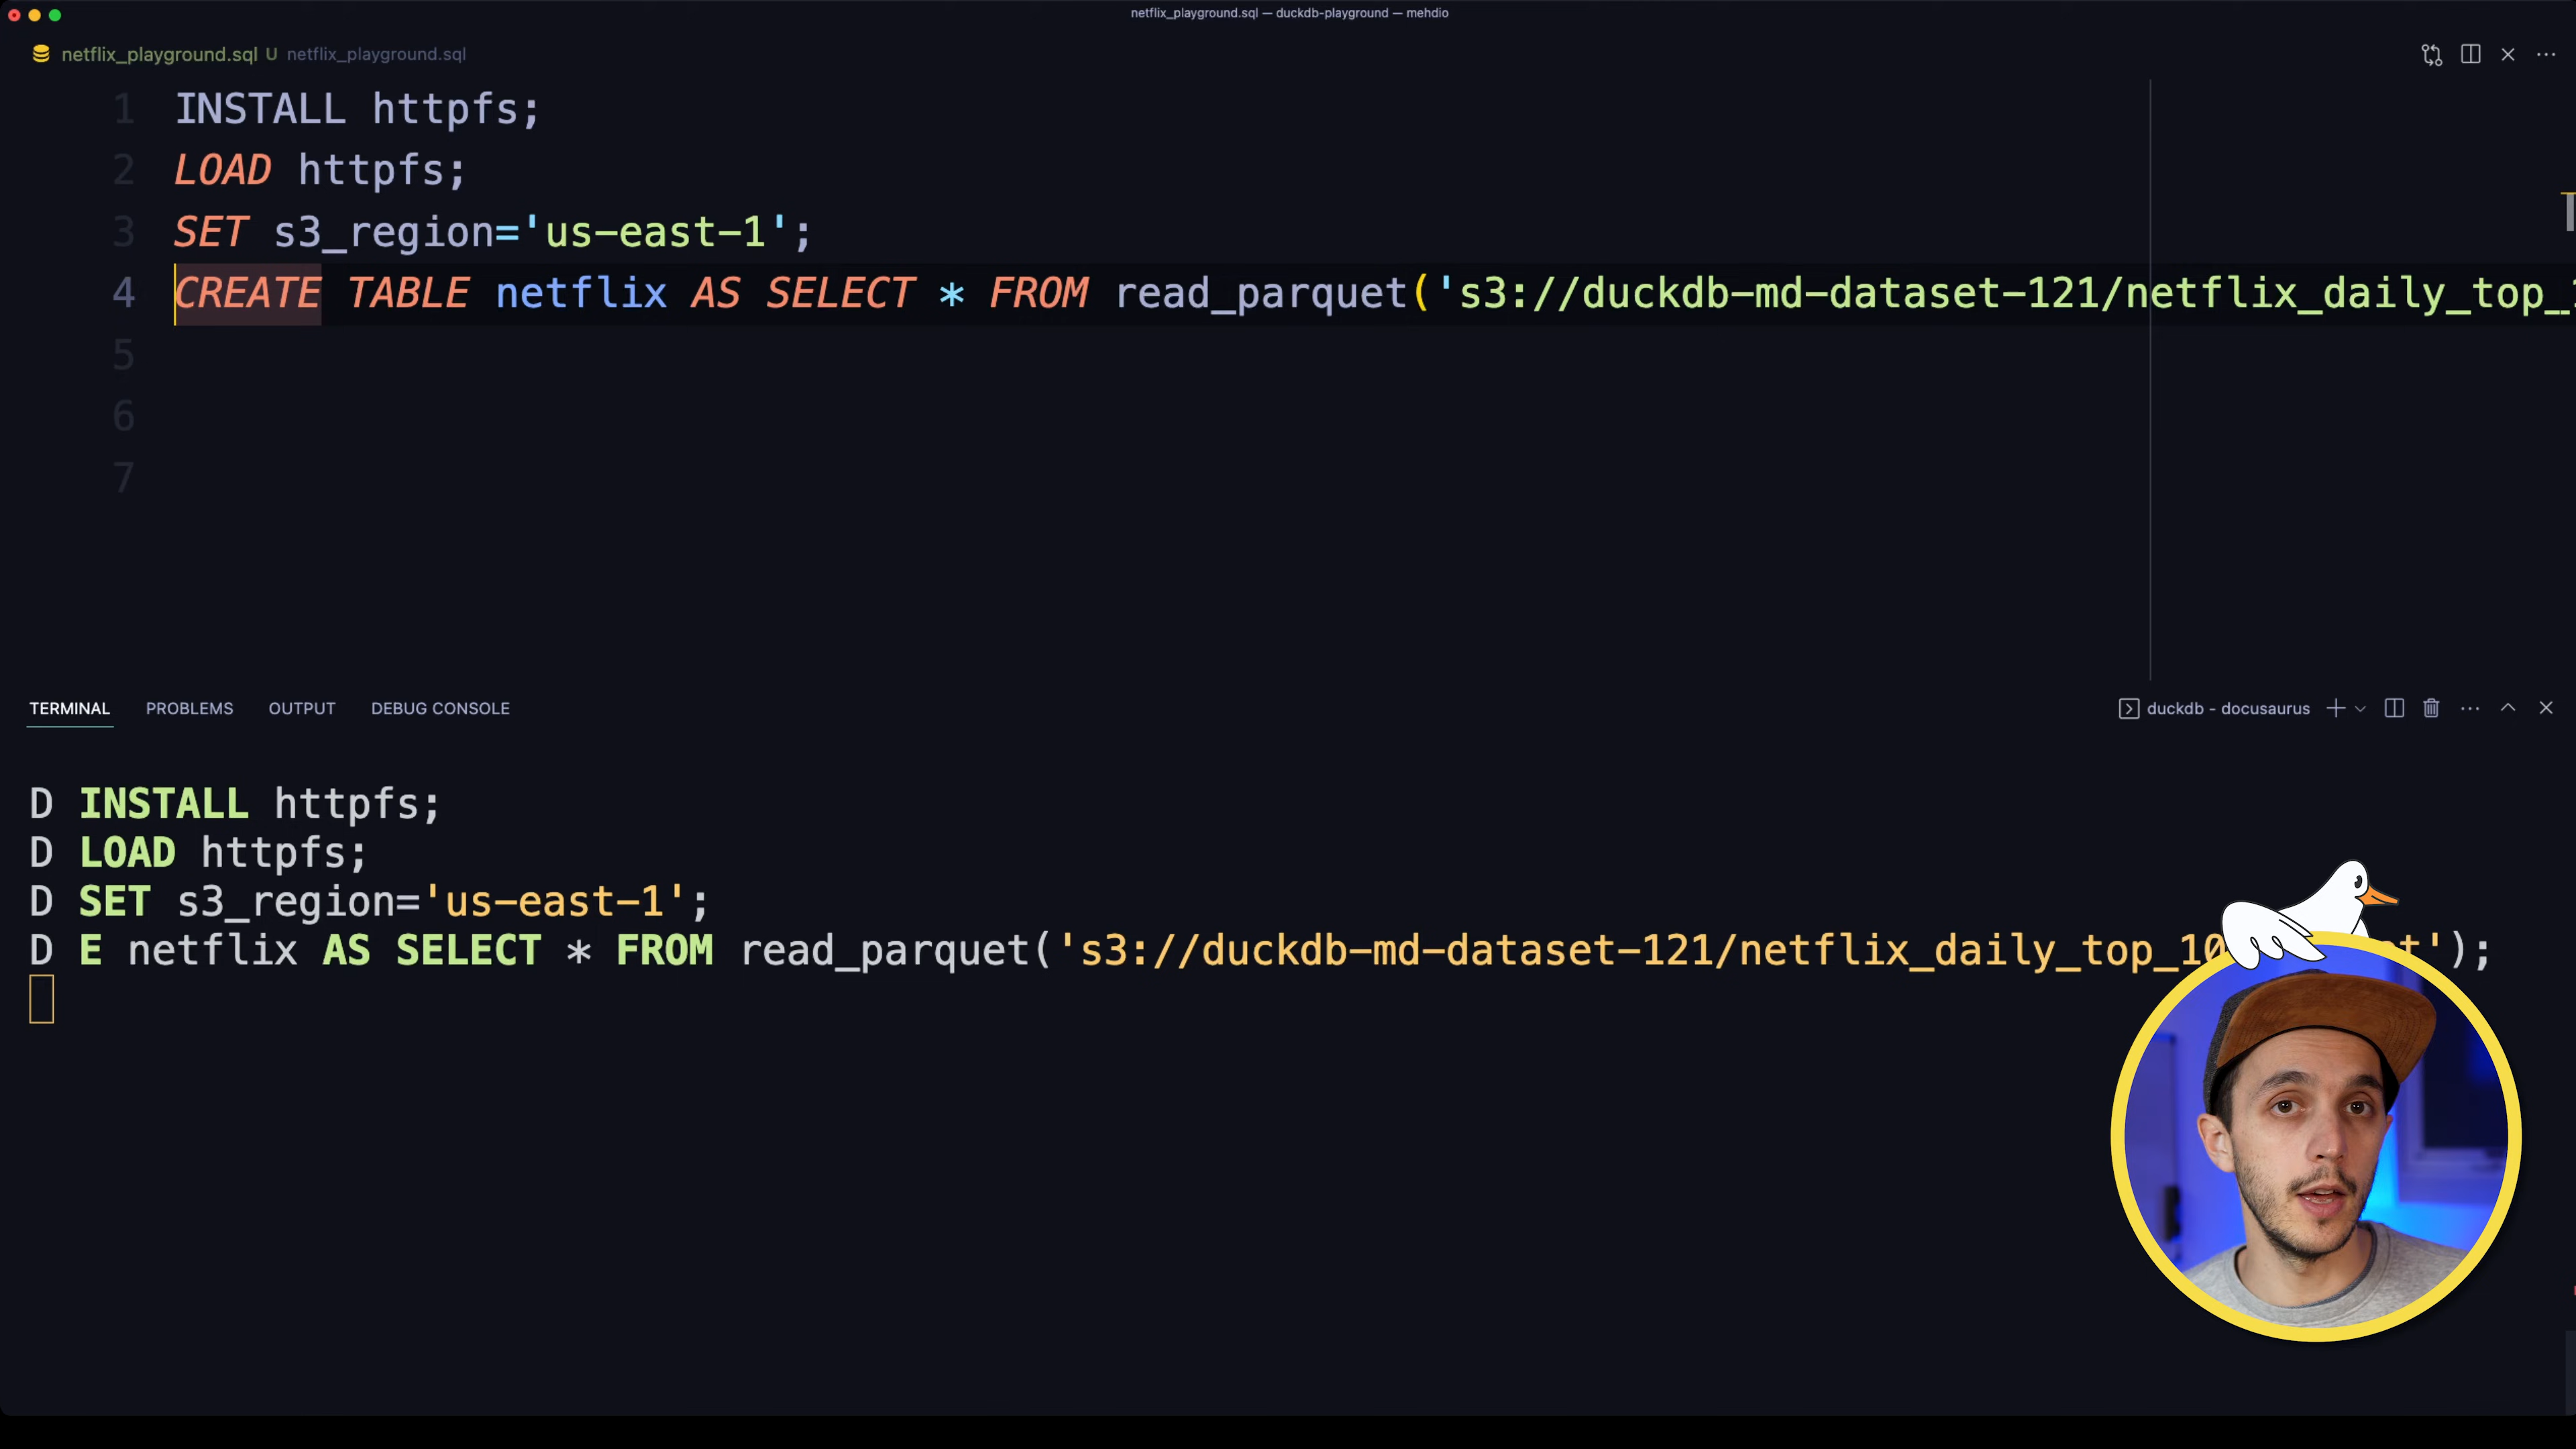 netflix_playground.sql — duckdb-playground — mehdio
netflix_playground.sql U netflix_playground.sql
1 INSTALL httpfs;
2 LOAD httpfs;
3 SET s3_region='us-east-1';
4 CREATE TABLE netflix AS SELECT * FROM read_parquet('s3://duckdb-md-dataset-121/netflix_daily_top_1
5
6
7
TERMINAL PROBLEMS OUTPUT DEBUG CONSOLE duckdb - docusaurus
D INSTALL httpfs;
D LOAD httpfs;
D SET s3_region='us-east-1';
D E netflix AS SELECT * FROM read_parquet('s3://duckdb-md-dataset-121/netflix_daily_top_10 t');